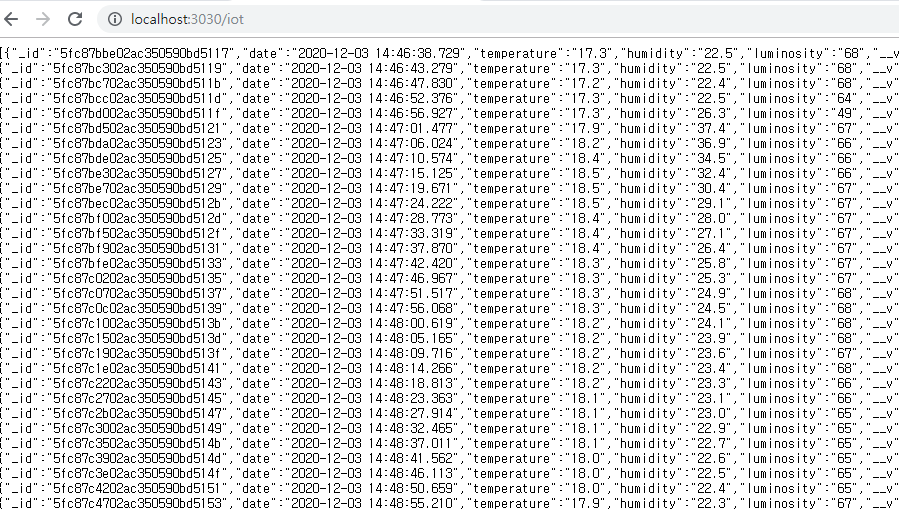 localhost:3030/iot
[{"_id":"5fc87bbe02ac350590bd5117","date":"2020-12-03 14:46:38.729","temperature":"17.3","humidity":"22.5","luminosity":"68","__v
{"_id":"5fc87bc302ac350590bd5119","date":"2020-12-03 14:46:43.279","temperature":"17.3","humidity":"22.5","luminosity":"68","__v"
{"_id":"5fc87bc702ac350590bd511b","date":"2020-12-03 14:46:47.830","temperature":"17.2","humidity":"22.4","luminosity":"68","__v"
{"_id":"5fc87bcc02ac350590bd511d","date":"2020-12-03 14:46:52.376","temperature":"17.3","humidity":"22.5","luminosity":"64","__v"
{"_id":"5fc87bd002ac350590bd511f","date":"2020-12-03 14:46:56.927","temperature":"17.3","humidity":"26.3","luminosity":"49","__v"
{"_id":"5fc87bd502ac350590bd5121","date":"2020-12-03 14:47:01.477","temperature":"17.9","humidity":"37.4","luminosity":"67","__v"
{"_id":"5fc87bda02ac350590bd5123","date":"2020-12-03 14:47:06.024","temperature":"18.2","humidity":"36.9","luminosity":"66","__v"
{"_id":"5fc87bde02ac350590bd5125","date":"2020-12-03 14:47:10.574","temperature":"18.4","humidity":"34.5","luminosity":"66","__v"
{"_id":"5fc87be302ac350590bd5127","date":"2020-12-03 14:47:15.125","temperature":"18.5","humidity":"32.4","luminosity":"66","__v"
{"_id":"5fc87be702ac350590bd5129","date":"2020-12-03 14:47:19.671","temperature":"18.5","humidity":"30.4","luminosity":"67","__v"
{"_id":"5fc87bec02ac350590bd512b","date":"2020-12-03 14:47:24.222","temperature":"18.5","humidity":"29.1","luminosity":"67","__v"
{"_id":"5fc87bf002ac350590bd512d","date":"2020-12-03 14:47:28.773","temperature":"18.4","humidity":"28.0","luminosity":"67","__v"
{"_id":"5fc87bf502ac350590bd512f","date":"2020-12-03 14:47:33.319","temperature":"18.4","humidity":"27.1","luminosity":"67","__v"
{"_id":"5fc87bf902ac350590bd5131","date":"2020-12-03 14:47:37.870","temperature":"18.4","humidity":"26.4","luminosity":"67","__v"
{"_id":"5fc87bfe02ac350590bd5133","date":"2020-12-03 14:47:42.420","temperature":"18.3","humidity":"25.8","luminosity":"67","__v"
{"_id":"5fc87c0202ac350590bd5135","date":"2020-12-03 14:47:46.967","temperature":"18.3","humidity":"25.3","luminosity":"67","__v"
{"_id":"5fc87c0702ac350590bd5137","date":"2020-12-03 14:47:51.517","temperature":"18.3","humidity":"24.9","luminosity":"68","__v"
{"_id":"5fc87c0c02ac350590bd5139","date":"2020-12-03 14:47:56.068","temperature":"18.3","humidity":"24.5","luminosity":"68","__v"
{"_id":"5fc87c1002ac350590bd513b","date":"2020-12-03 14:48:00.619","temperature":"18.2","humidity":"24.1","luminosity":"68","__v"
{"_id":"5fc87c1502ac350590bd513d","date":"2020-12-03 14:48:05.165","temperature":"18.2","humidity":"23.9","luminosity":"68","__v"
{"_id":"5fc87c1902ac350590bd513f","date":"2020-12-03 14:48:09.716","temperature":"18.2","humidity":"23.6","luminosity":"67","__v"
{"_id":"5fc87c1e02ac350590bd5141","date":"2020-12-03 14:48:14.266","temperature":"18.2","humidity":"23.4","luminosity":"68","__v"
{"_id":"5fc87c2202ac350590bd5143","date":"2020-12-03 14:48:18.813","temperature":"18.2","humidity":"23.3","luminosity":"66","__v"
{"_id":"5fc87c2702ac350590bd5145","date":"2020-12-03 14:48:23.363","temperature":"18.1","humidity":"23.1","luminosity":"66","__v"
{"_id":"5fc87c2b02ac350590bd5147","date":"2020-12-03 14:48:27.914","temperature":"18.1","humidity":"23.0","luminosity":"65","__v"
{"_id":"5fc87c3002ac350590bd5149","date":"2020-12-03 14:48:32.465","temperature":"18.1","humidity":"22.9","luminosity":"65","__v"
{"_id":"5fc87c3502ac350590bd514b","date":"2020-12-03 14:48:37.011","temperature":"18.1","humidity":"22.7","luminosity":"65","__v"
{"_id":"5fc87c3902ac350590bd514d","date":"2020-12-03 14:48:41.562","temperature":"18.0","humidity":"22.6","luminosity":"65","__v"
{"_id":"5fc87c3e02ac350590bd514f","date":"2020-12-03 14:48:46.113","temperature":"18.0","humidity":"22.5","luminosity":"65","__v"
{"_id":"5fc87c4202ac350590bd5151","date":"2020-12-03 14:48:50.659","temperature":"18.0","humidity":"22.4","luminosity":"65","__v"
{"_id":"5fc87c4702ac350590bd5153","date":"2020-12-03 14:48:55.210","temperature":"17.9","humidity":"22.3","luminosity":"67","__v"